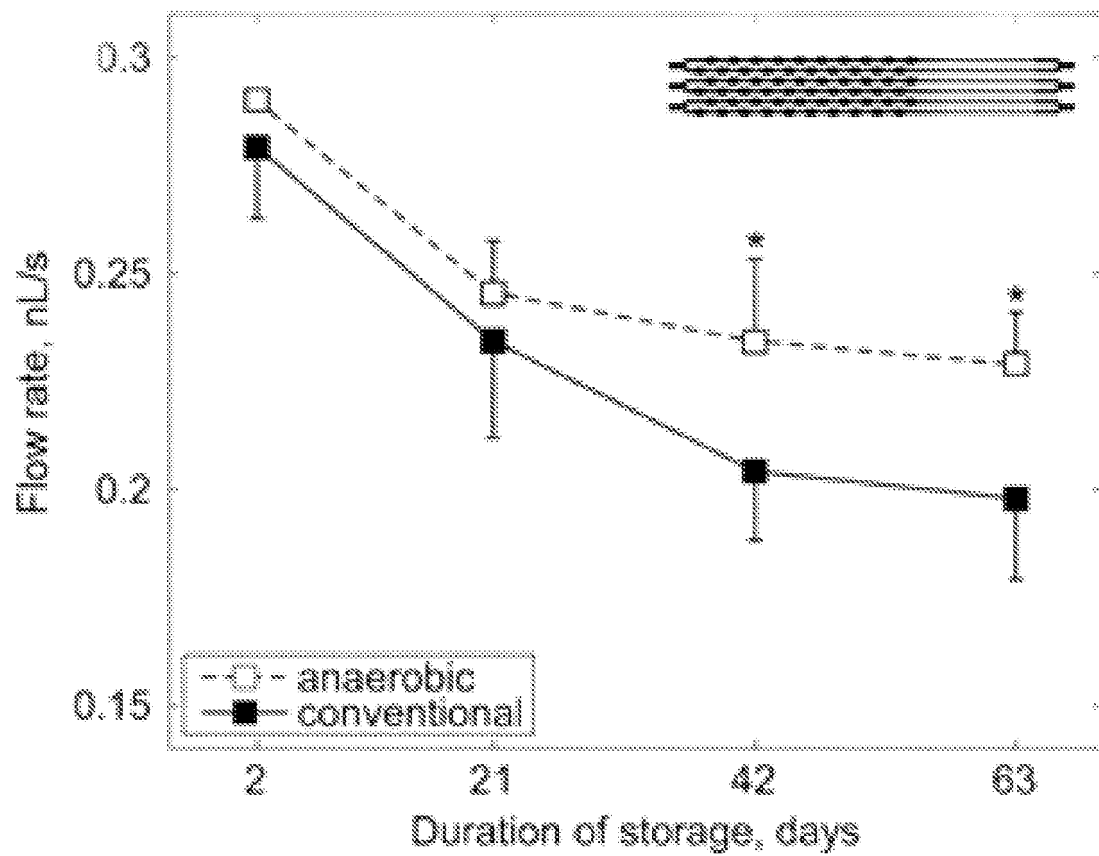 0.3
0.25
0.2
0.15
Flow rate, nL/s
*
*
anaerobic
conventional
2 21 42 63
Duration of storage, days